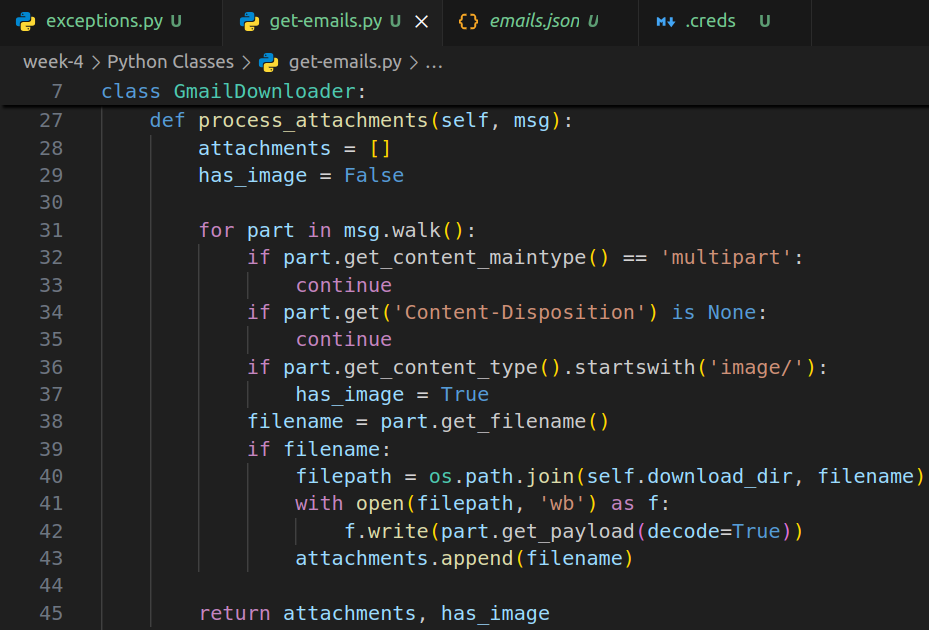 exceptions.py U get-emails.py U emails.json U .creds U
week-4 > Python Classes > get-emails.py > ...
7 class GmailDownloader:
27     def process_attachments(self, msg):
28         attachments = []
29         has_image = False
30
31         for part in msg.walk():
32             if part.get_content_maintype() == 'multipart':
33                 continue
34             if part.get('Content-Disposition') is None:
35                 continue
36             if part.get_content_type().startswith('image/'):
37                 has_image = True
38             filename = part.get_filename()
39             if filename:
40                 filepath = os.path.join(self.download_dir, filename)
41                 with open(filepath, 'wb') as f:
42                     f.write(part.get_payload(decode=True))
43                 attachments.append(filename)
44
45         return attachments, has_image